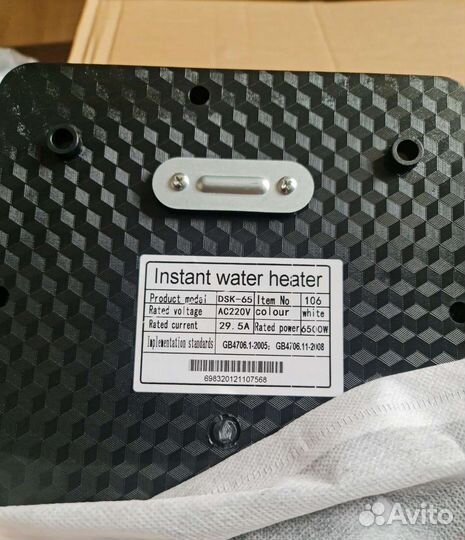 Instant water heater
Product model DSK-65 Item No 106
Rated voltage AC220V colour white
Rated current 29.5A Rated power 6500W
Implementation standards GB4706.1-2005; GB4706.11-2008
698320121107568
Avito